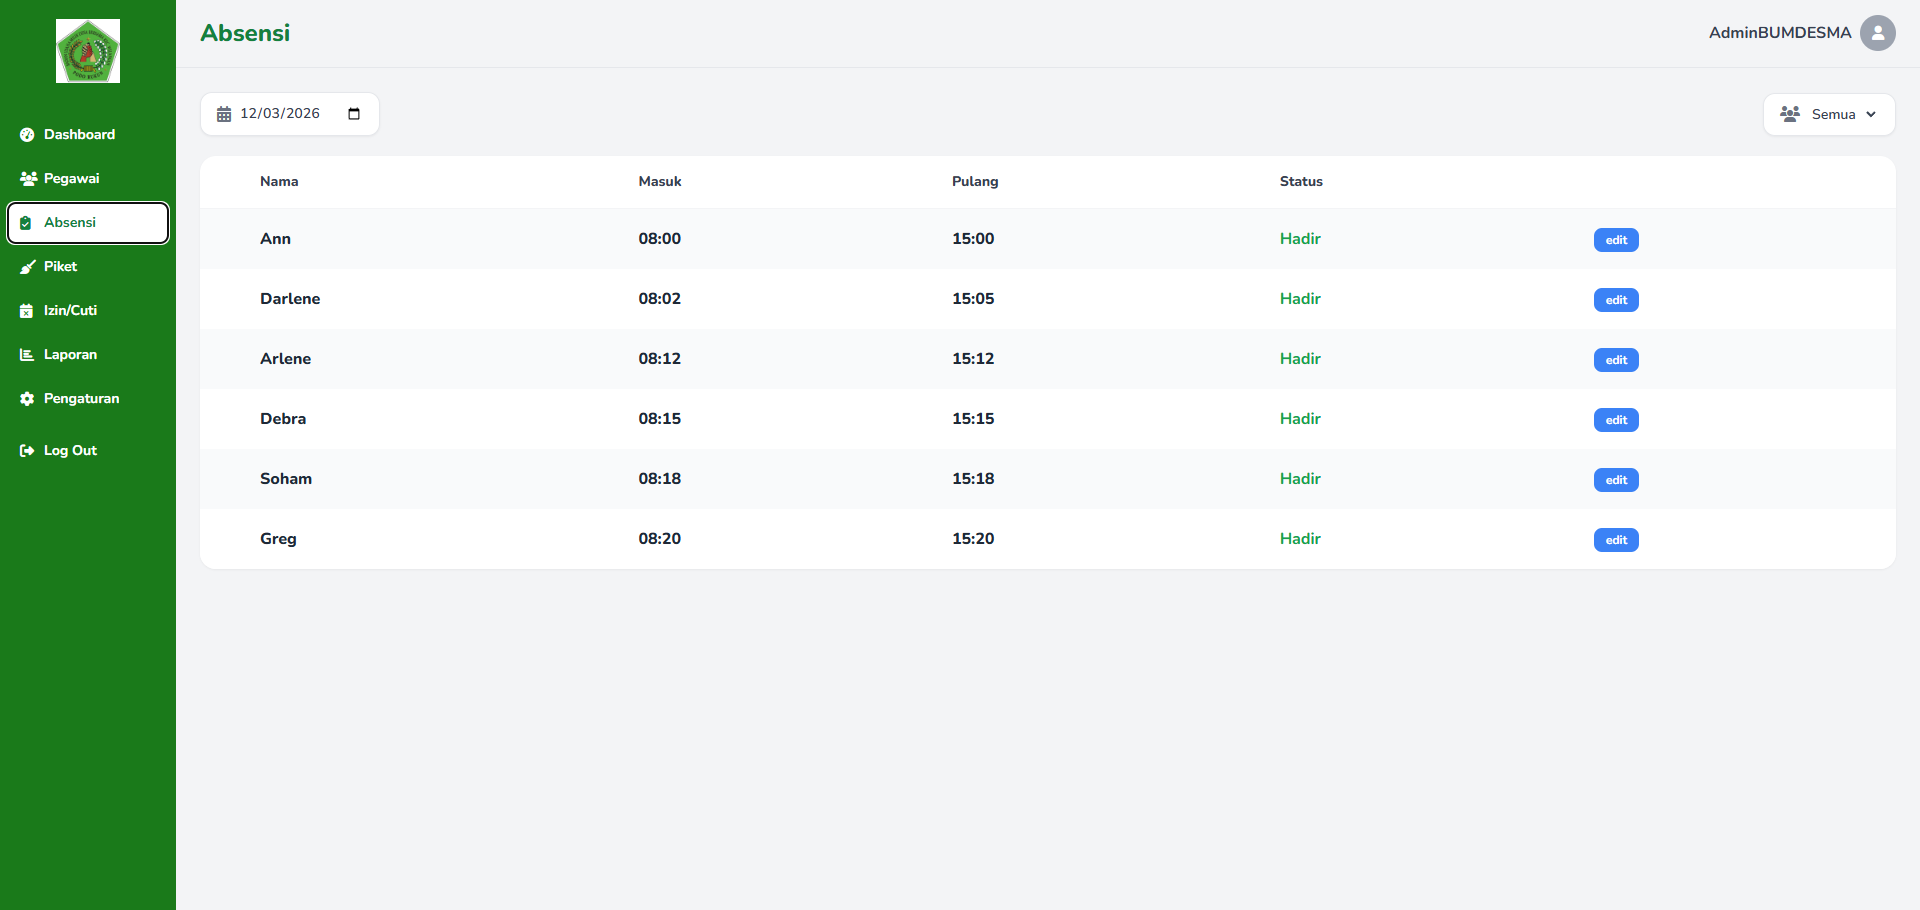 Absensi
AdminBUMDESMA
Dashboard
Pegawai
Absensi
Piket
Izin/Cuti
Laporan
Pengaturan
Log Out
12/03/2026
Semua
Nama Masuk Pulang Status
Ann 08:00 15:00 Hadir edit
Darlene 08:02 15:05 Hadir edit
Arlene 08:12 15:12 Hadir edit
Debra 08:15 15:15 Hadir edit
Soham 08:18 15:18 Hadir edit
Greg 08:20 15:20 Hadir edit